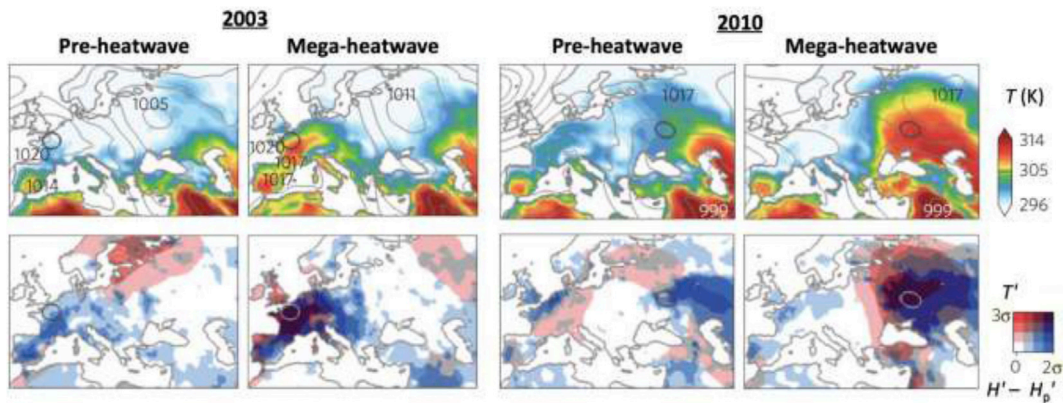 2003
2010
Pre-heatwave
Mega-heatwave
Pre-heatwave
Mega-heatwave
1005
1020
1014
1011
1020
1017
1017
1017
999
1017
999
T (K)
314
305
296
T'
3σ
0
2σ
H' – Hₚ'